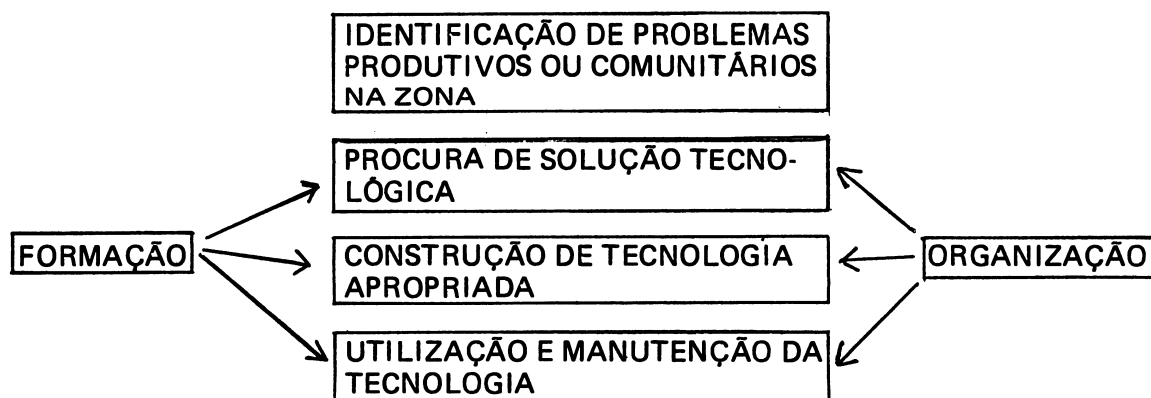 IDENTIFICAÇÃO DE PROBLEMAS
PRODUTIVOS OU COMUNITÁRIOS
NA ZONA
PROCURA DE SOLUÇÃO TECNO-
LÓGICA
FORMAÇÃO
CONSTRUÇÃO DE TECNOLOGIA
APROPRIADA
ORGANIZAÇÃO
UTILIZAÇÃO E MANUTENÇÃO DA
TECNOLOGIA